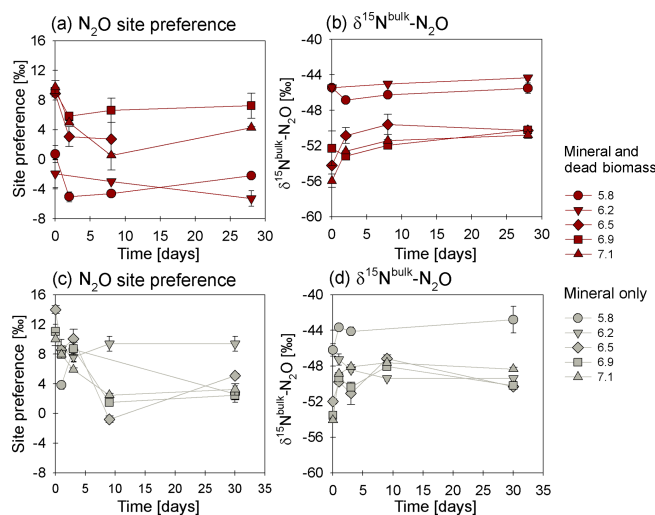 (a) N₂O site preference
(b) δ¹⁵Nᵇᵘˡᵏ-N₂O
Site preference [‰]
16
12
8
4
0
-4
-8
0 5 10 15 20 25 30
Time [days]
δ¹⁵Nᵇᵘˡᵏ-N₂O [‰]
-40
-44
-48
-52
-56
-60
0 5 10 15 20 25 30
Time [days]
Mineral and
dead biomass
5.8
6.2
6.5
6.9
7.1
(c) N₂O site preference
(d) δ¹⁵Nᵇᵘˡᵏ-N₂O
Site preference [‰]
16
12
8
4
0
-4
-8
0 5 10 15 20 25 30 35
Time [days]
δ¹⁵Nᵇᵘˡᵏ-N₂O [‰]
-40
-44
-48
-52
-56
-60
0 5 10 15 20 25 30 35
Time [days]
Mineral only
5.8
6.2
6.5
6.9
7.1